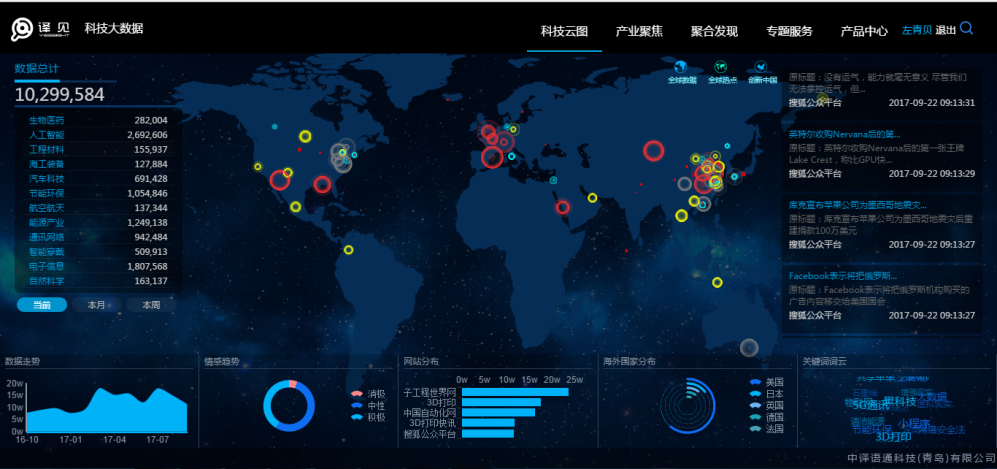 译见 科技大数据 科技云图 产业聚焦 聚合发现 专题服务 产品中心 左青贝 退出
YEESIGHT
数据总计
10,299,584
生物医药 282,004
人工智能 2,692,606
工程材料 155,937
海工装备 127,884
汽车科技 691,428
节能环保 1,054,846
航空航天 137,344
能源产业 1,249,138
通讯网络 942,484
智能穿戴 509,913
电子信息 1,807,568
自然科学 163,137
当前 本月 本周
全球数据 全球热点 创新中国
原标题：没有运气，能力就毫无意义 尽管我们
无法掌控运气，但...
搜狐公众平台 2017-09-22 09:13:31
英特尔收购Nervana后的第...
原标题：英特尔收购Nervana后的第一张王牌
Lake Crest，称比GPU快...
搜狐公众平台 2017-09-22 09:13:29
库克宣布苹果公司为墨西哥地震灾...
原标题：库克宣布苹果公司为墨西哥地震灾后重
建捐款100万美元
搜狐公众平台 2017-09-22 09:13:27
Facebook表示将把俄罗斯...
原标题：Facebook表示将把俄罗斯机构购买的
广告内容移交给美国国会
搜狐公众平台 2017-09-22 09:13:27
数据走势
20w
15w
10w
5w
0w
16-10 17-01 17-04 17-07
情感趋势
消极
中性
积极
网站分布
0w 5w 10w 15w 20w 25w
子工程世界网
3D打印
中国自动化网
3D打印快讯
搜狐公众平台
海外国家分布
美国
日本
英国
德国
法国
关键词词云
大数据
黑科技
5G通讯
清洁能源
小程序
节能环保
网络安全法
3D打印
中译语通科技(青岛)有限公司